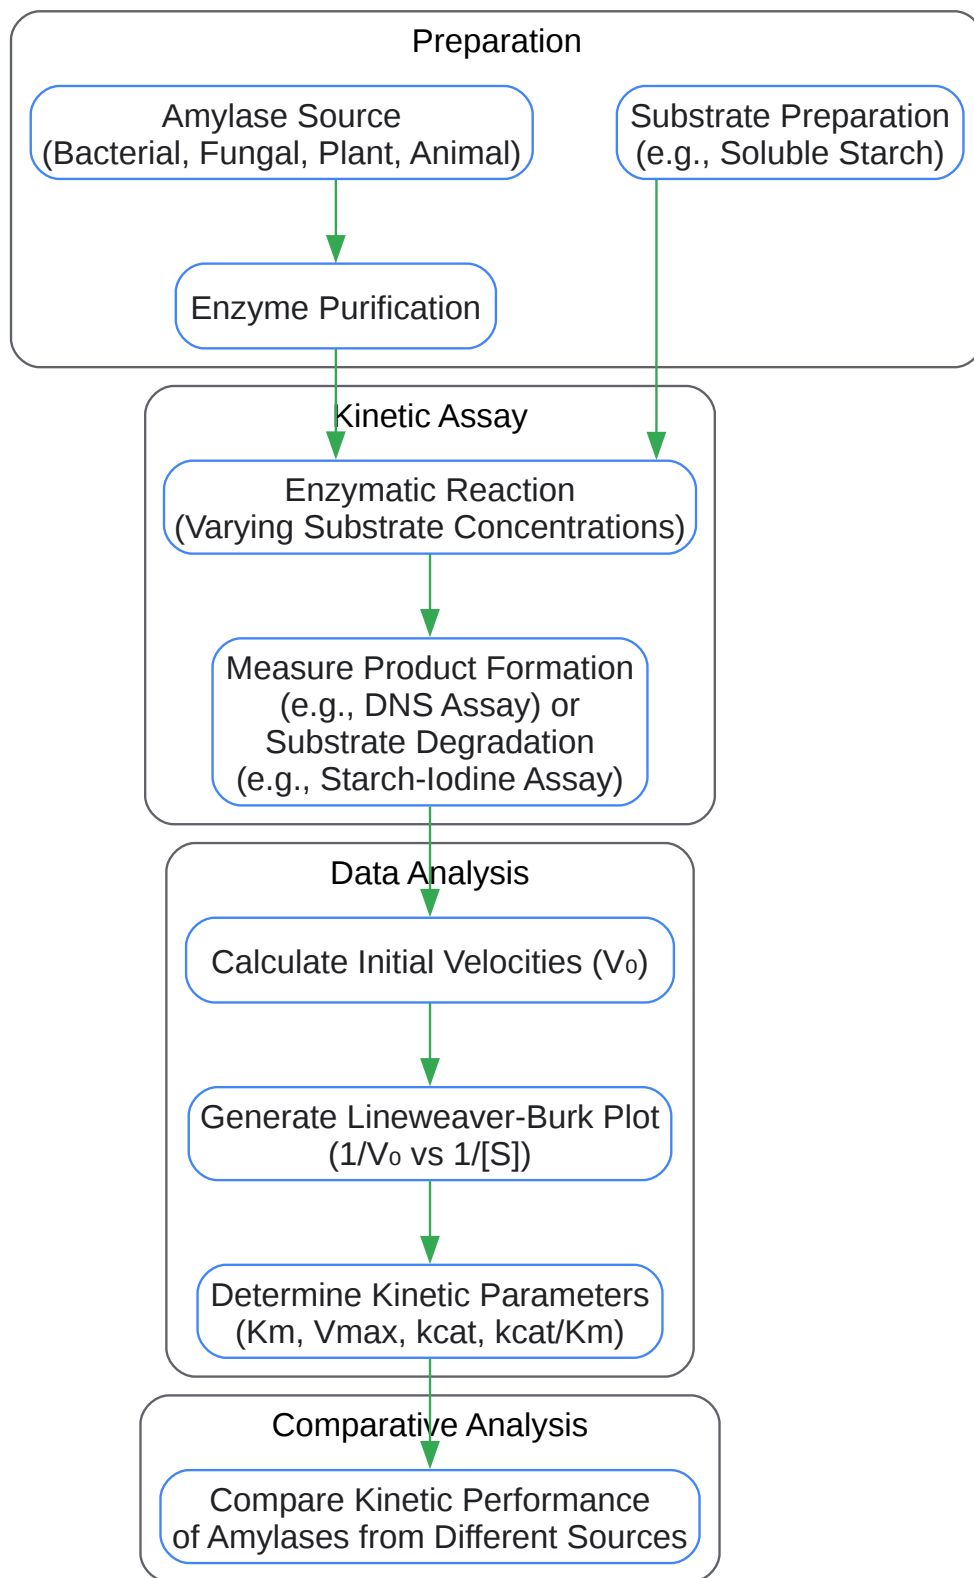 Preparation
Amylase Source
(Bacterial, Fungal, Plant, Animal)
Substrate Preparation
(e.g., Soluble Starch)
Enzyme Purification
Kinetic Assay
Enzymatic Reaction
(Varying Substrate Concentrations)
Measure Product Formation
(e.g., DNS Assay) or
Substrate Degradation
(e.g., Starch-Iodine Assay)
Data Analysis
Calculate Initial Velocities (V₀)
Generate Lineweaver-Burk Plot
(1/V₀ vs 1/[S])
Determine Kinetic Parameters
(Km, Vmax, kcat, kcat/Km)
Comparative Analysis
Compare Kinetic Performance
of Amylases from Different Sources